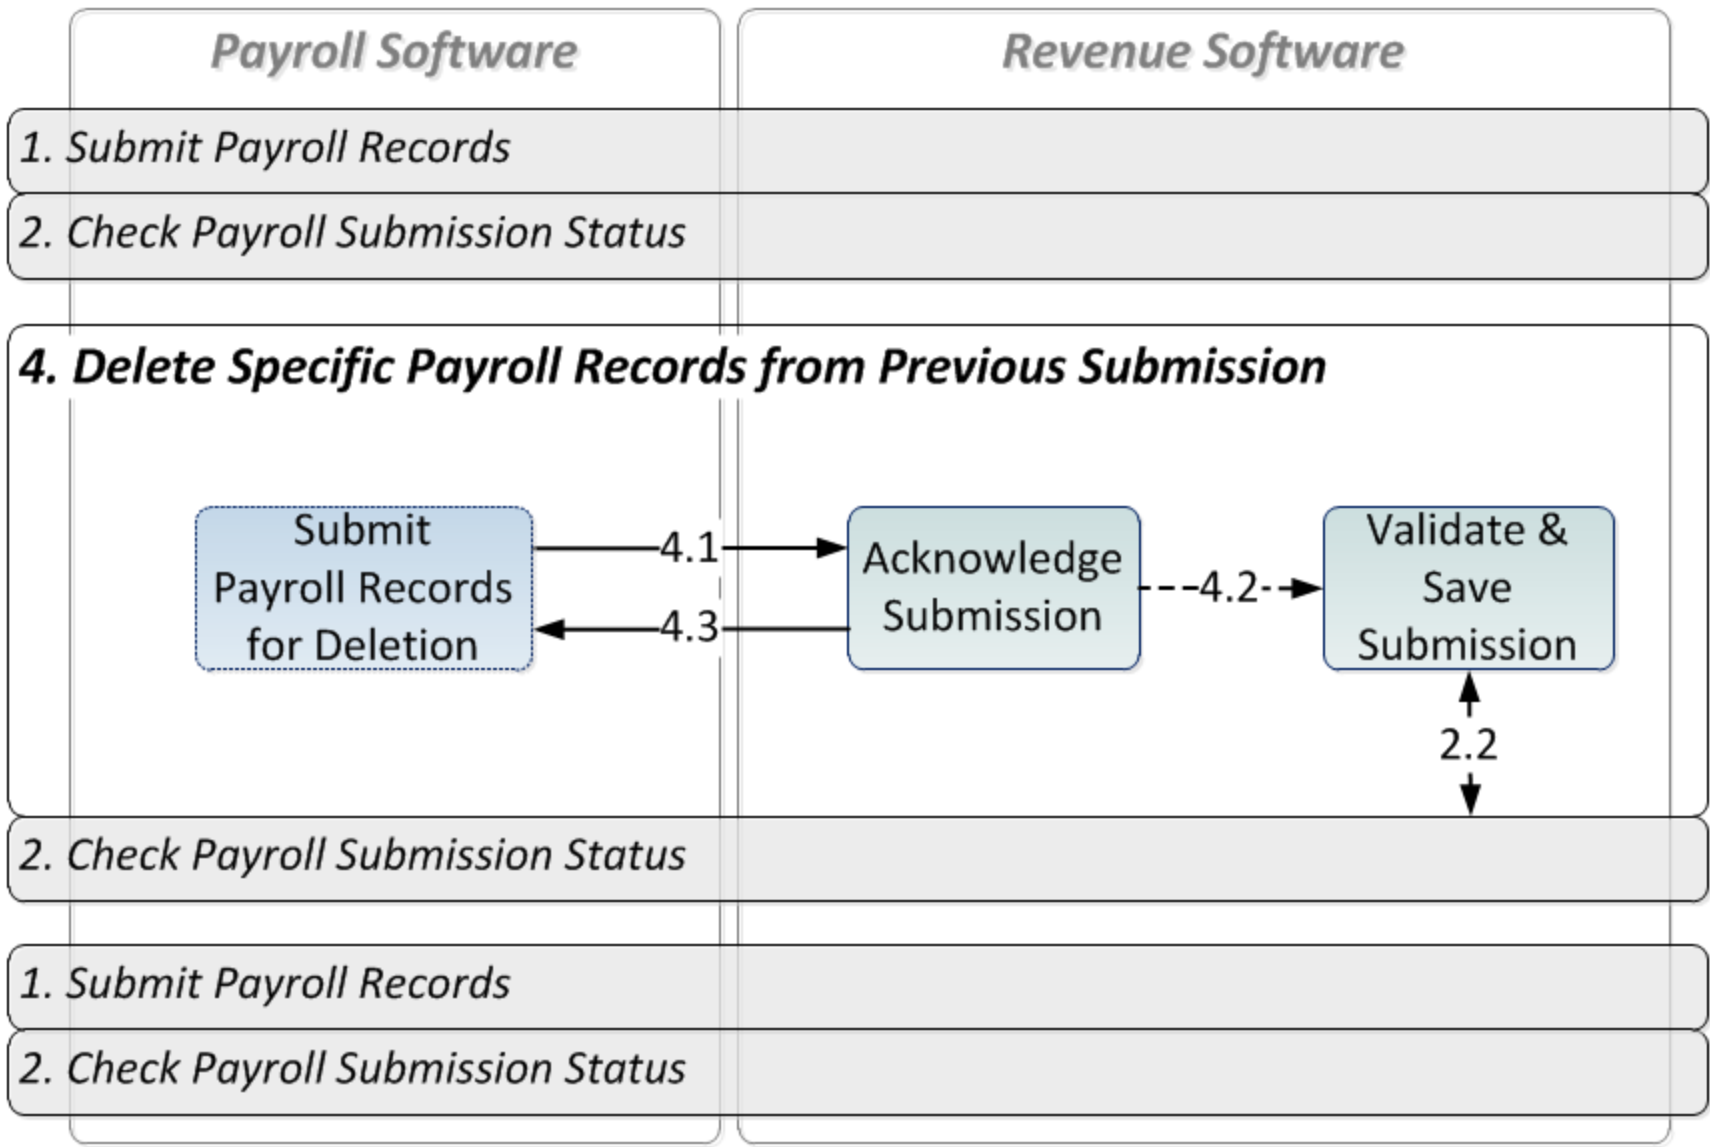 Payroll Software
Revenue Software
1. Submit Payroll Records
2. Check Payroll Submission Status
4. Delete Specific Payroll Records from Previous Submission
Submit
Payroll Records
for Deletion
4.1
4.3
Acknowledge
Submission
4.2
Validate &
Save
Submission
2.2
2. Check Payroll Submission Status
1. Submit Payroll Records
2. Check Payroll Submission Status